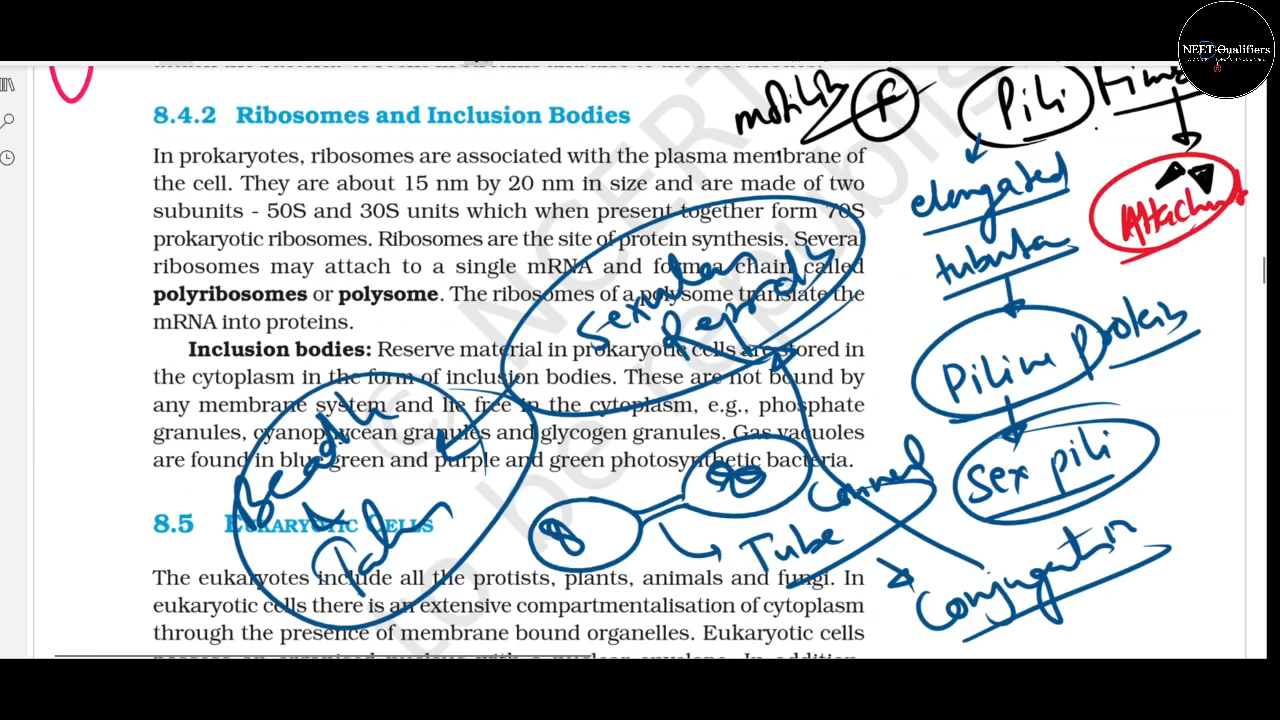 NEET-Qualifiers
8.4.2 Ribosomes and Inclusion Bodies
In prokaryotes, ribosomes are associated with the plasma membrane of
the cell. They are about 15 nm by 20 nm in size and are made of two
subunits - 50S and 30S units which when present together form 70S
prokaryotic ribosomes. Ribosomes are the site of protein synthesis. Several
ribosomes may attach to a single mRNA and form a chain called
polyribosomes or polysome. The ribosomes of a polysome translate the
mRNA into proteins.
Inclusion bodies: Reserve material in prokaryotic cells are stored in
the cytoplasm in the form of inclusion bodies. These are not bound by
any membrane system and lie free in the cytoplasm, e.g., phosphate
granules, cyanophycean granules and glycogen granules. Gas vacuoles
are found in blue green and purple and green photosynthetic bacteria.
8.5 EUKARYOTIC CELLS
The eukaryotes include all the protists, plants, animals and fungi. In
eukaryotic cells there is an extensive compartmentalisation of cytoplasm
through the presence of membrane bound organelles. Eukaryotic cells
F
Pili
elongated
Piline
Sex pili
Tube